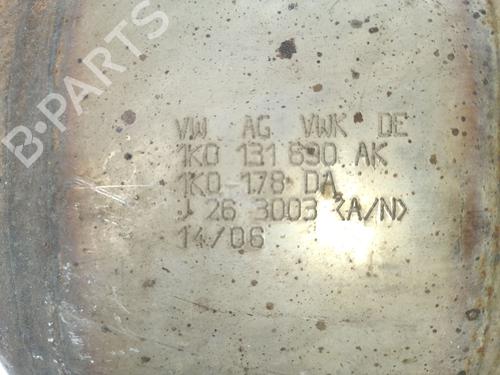 VW AG VWK DE
1K0 131 690 AK
1K0 178 DA
J 26 3003 <A/N>
14/06
B-PARTS